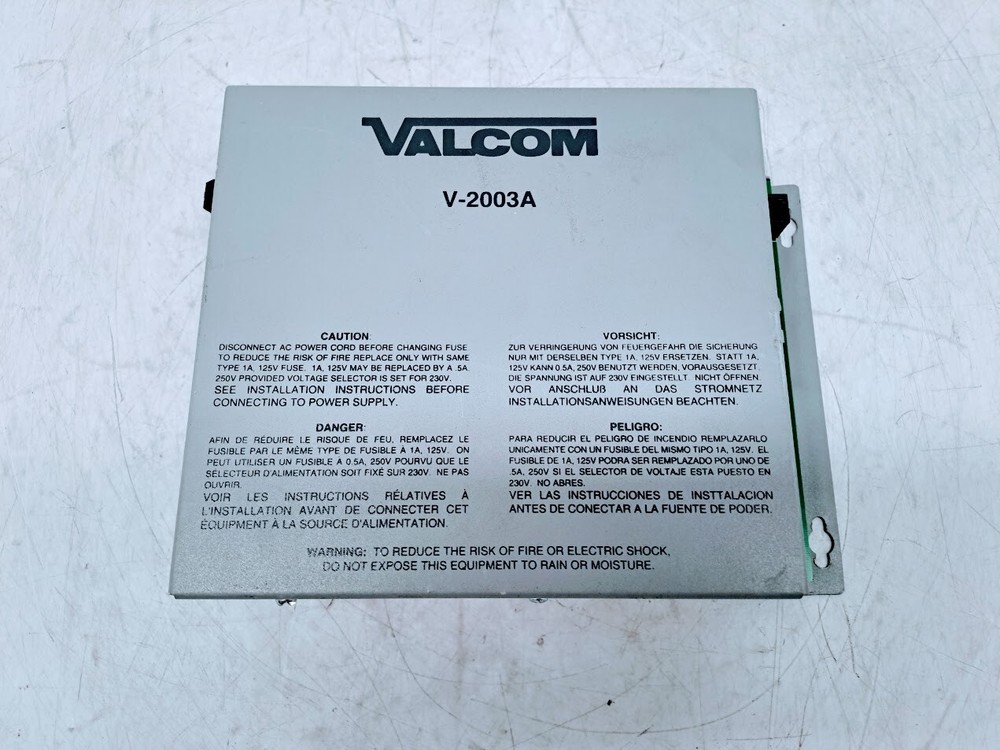 VALCOM
V-2003A
CAUTION:
DISCONNECT AC POWER CORD BEFORE CHANGING FUSE
TO REDUCE THE RISK OF FIRE REPLACE ONLY WITH SAME
TYPE 1A, 125V FUSE. 1A, 125V MAY BE REPLACED BY A .5A
250V PROVIDED VOLTAGE SELECTOR IS SET FOR 230V.
SEE INSTALLATION INSTRUCTIONS BEFORE
CONNECTING TO POWER SUPPLY.
DANGER:
AFIN DE RÉDUIRE LE RISQUE DE FEU, REMPLACEZ LE
FUSIBLE PAR LE MÊME TYPE DE FUSIBLE À 1A, 125V. ON
PEUT UTILISER UN FUSIBLE À 0.5A, 250V POURVU QUE LE
SÉLECTEUR D'ALIMENTATION SOIT FIXÉ SUR 230V. NE PAS
OUVRIR.
VOIR LES INSTRUCTIONS RÉLATIVES À
L'INSTALLATION AVANT DE CONNECTER CET
ÉQUIPMENT À LA SOURCE D'ALIMENTATION.
VORSICHT:
ZUR VERRINGERUNG VON FEUERGEFAHR DIE SICHERUNG
NUR MIT DERSELBEN TYPE 1A, 125V ERSETZEN. STATT 1A,
125V KANN 0.5A, 250V BENUTZT WERDEN, VORAUSGESETZT.
DIE SPANNUNG IST AUF 230V EINGESTELLT. NICHT ÖFFNEN
VOR ANSCHLUß AN DAS STROMNETZ
INSTALLATIONSANWEISUNGEN BEACHTEN.
PELIGRO:
PARA REDUCIR EL PELIGRO DE INCENDIO REMPLAZARLO
UNICAMENTE CON UN FUSIBLE DEL MISMO TIPO 1A, 125V. EL
FUSIBLE DE 1A, 125V PODRA SER REMPLAZADO POR UNO DE
.5A, 250V SI EL SELECTOR DE VOLTAJE ESTA PUESTO EN
230V. NO ABRES.
VER LAS INSTRUCCIONES DE INSTTALACION
ANTES DE CONECTAR A LA FUENTE DE PODER.
WARNING: TO REDUCE THE RISK OF FIRE OR ELECTRIC SHOCK,
DO NOT EXPOSE THIS EQUIPMENT TO RAIN OR MOISTURE.